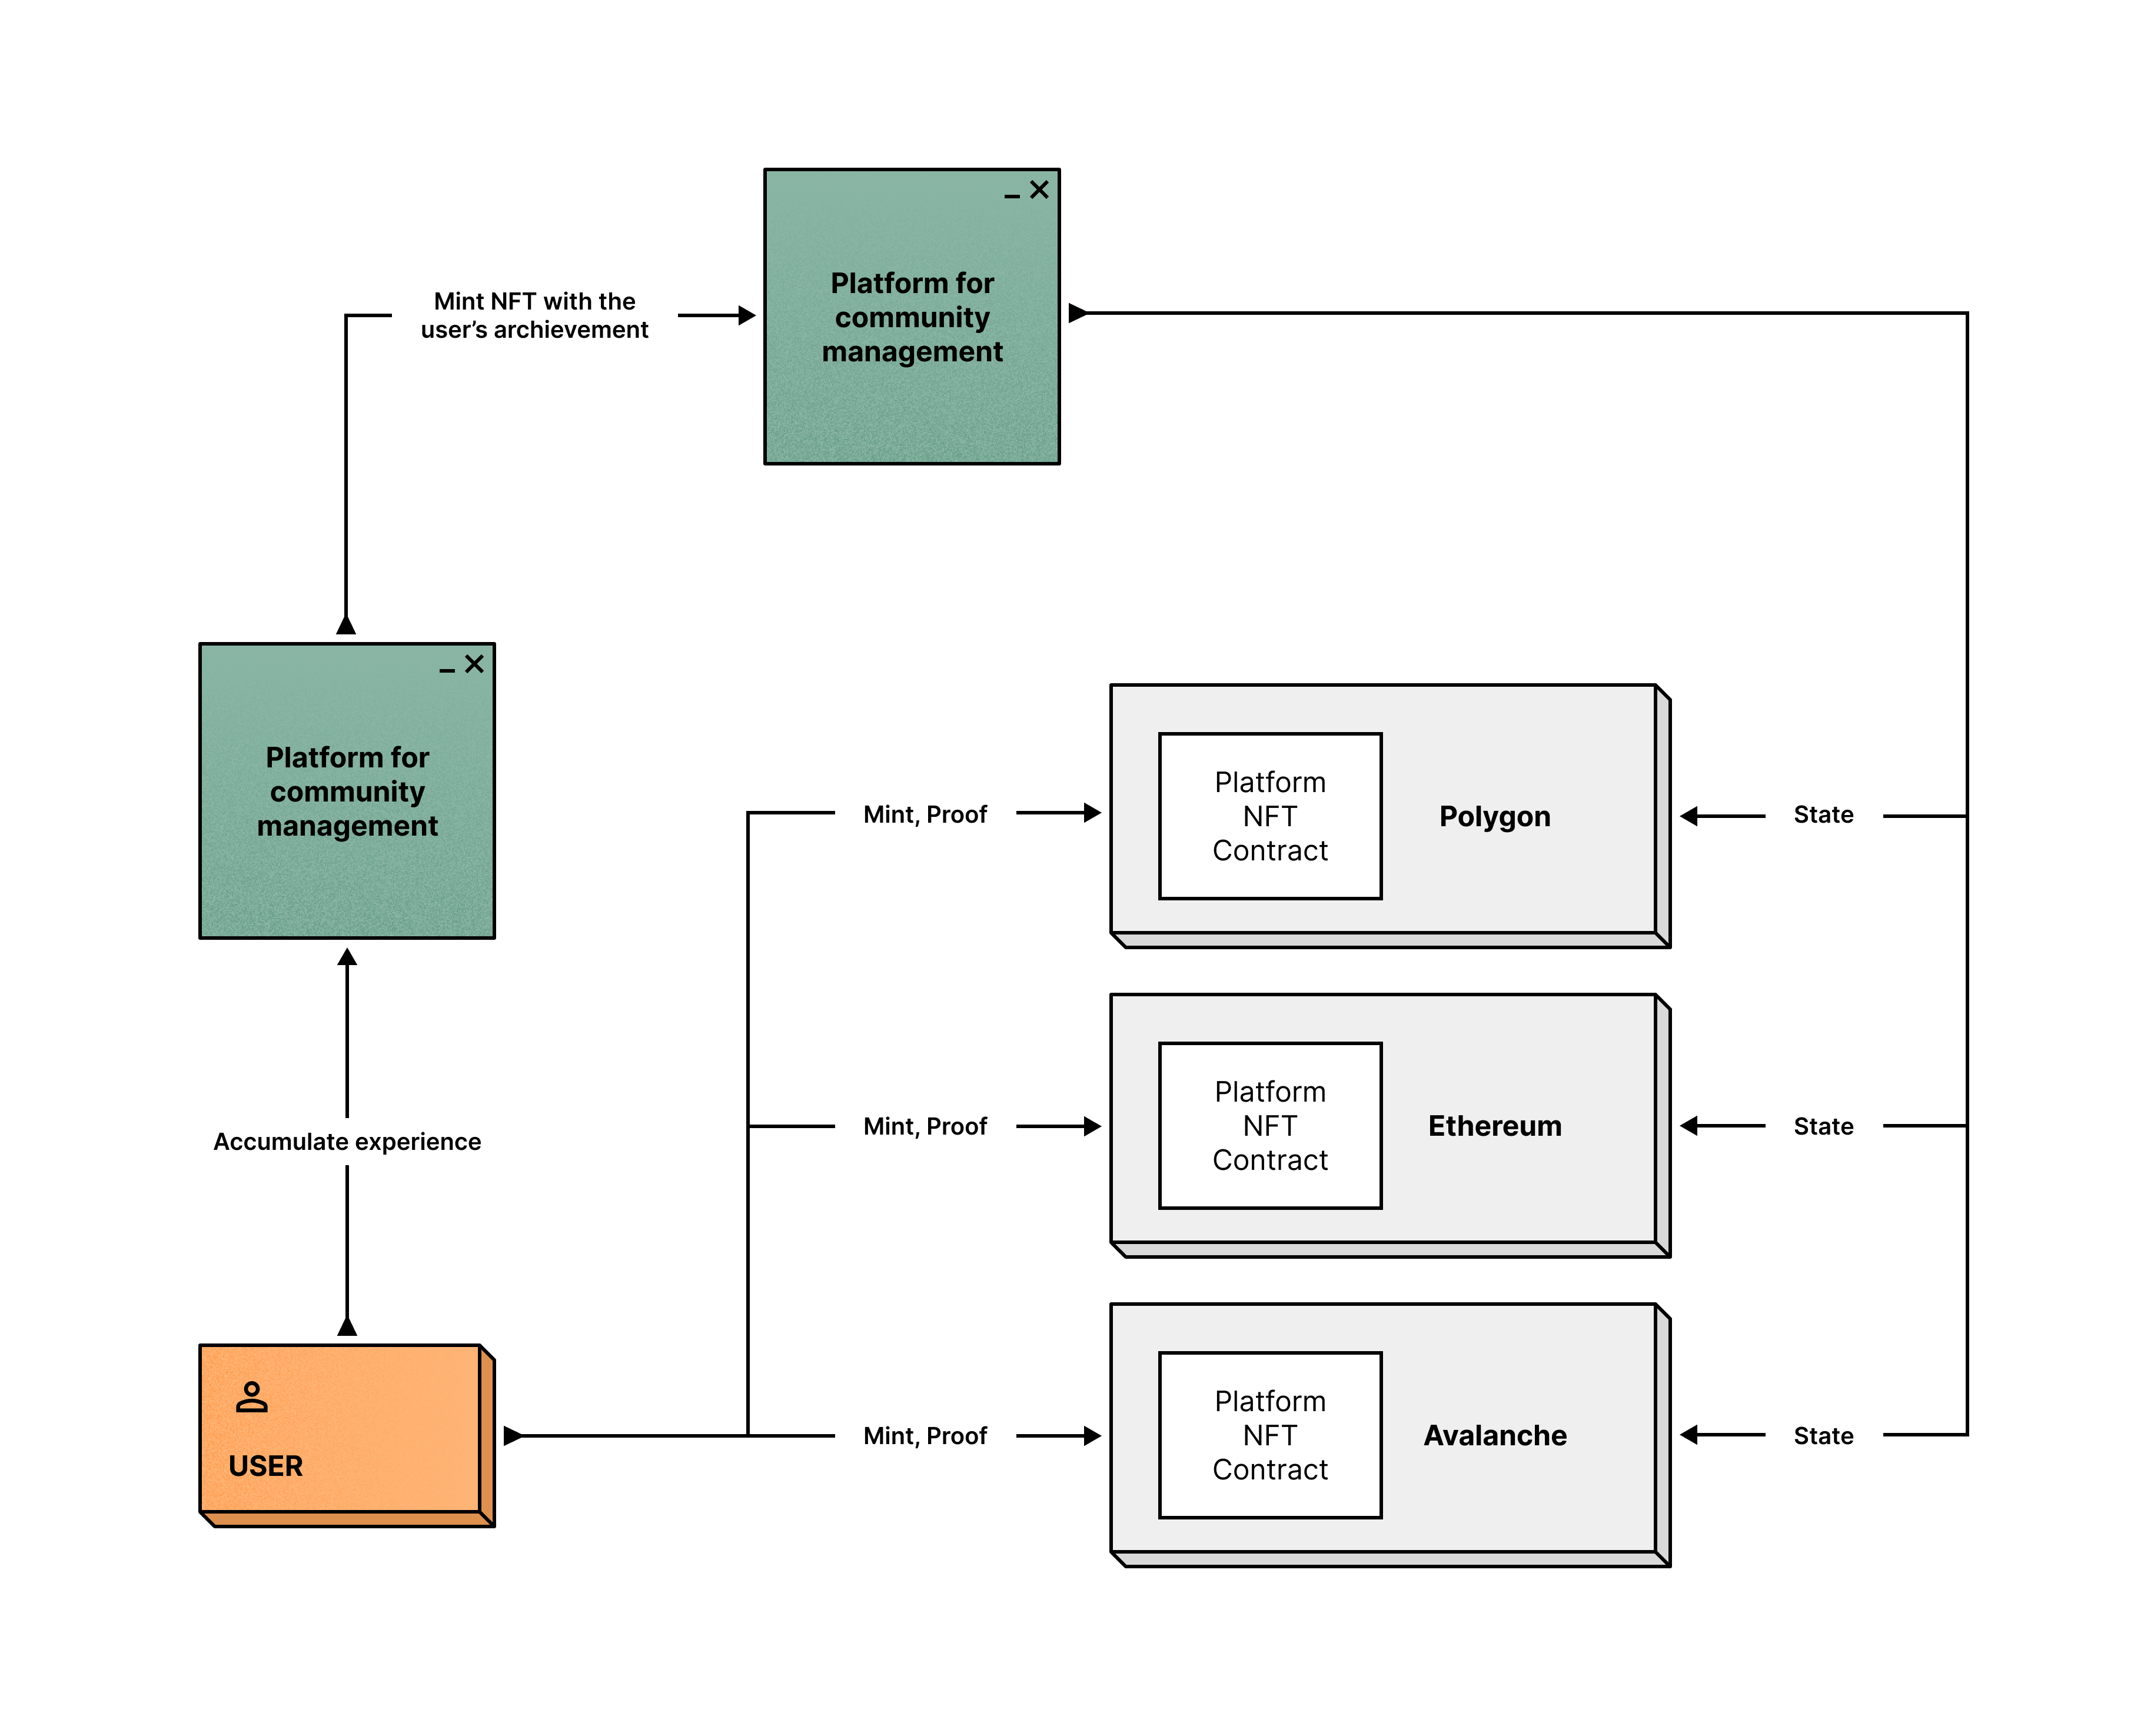 Platform for
community
management
Mint NFT with the
user’s archievement
Platform for
community
management
Accumulate experience
USER
Mint, Proof
Platform
NFT
Contract
Polygon
State
Mint, Proof
Platform
NFT
Contract
Ethereum
State
Mint, Proof
Platform
NFT
Contract
Avalanche
State